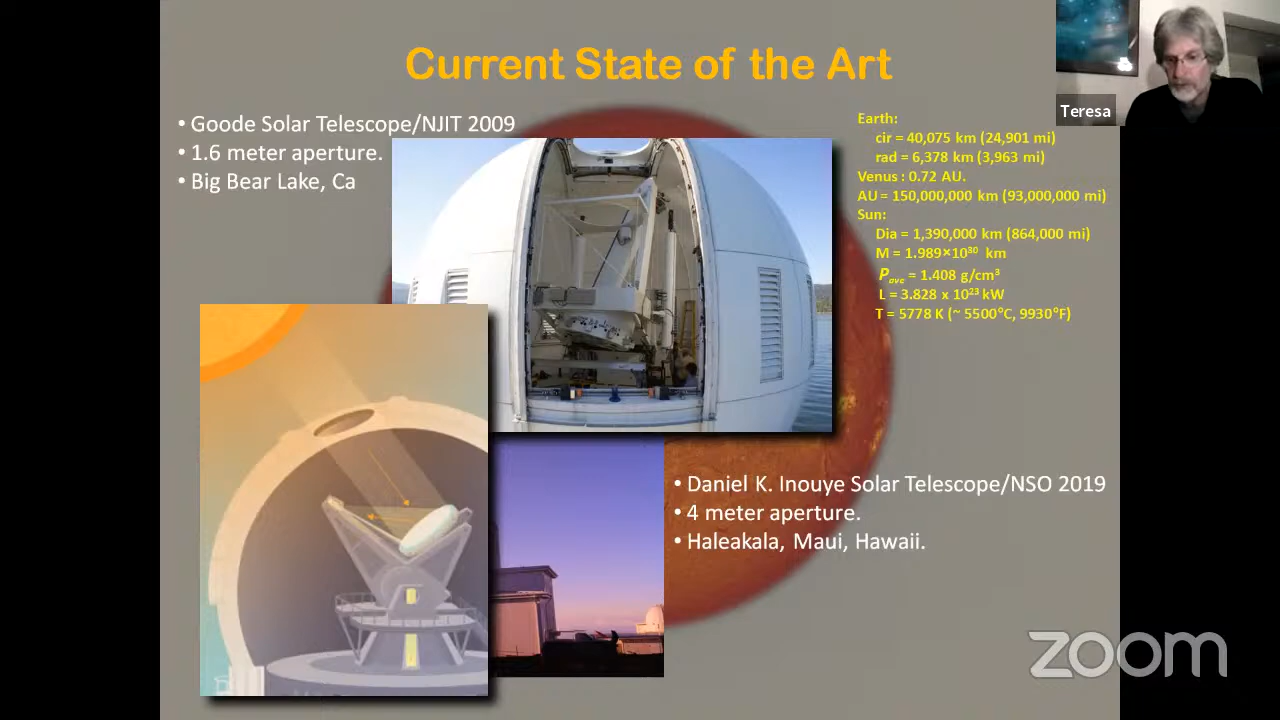 Current State of the Art
• Goode Solar Telescope/NJIT 2009
• 1.6 meter aperture.
• Big Bear Lake, Ca
Teresa
Earth:
cir = 40,075 km (24,901 mi)
rad = 6,378 km (3,963 mi)
Venus : 0.72 AU.
AU = 150,000,000 km (93,000,000 mi)
Sun:
Dia = 1,390,000 km (864,000 mi)
M = 1.989×10³⁰ km
Pave = 1.408 g/cm³
L = 3.828 x 10²³ kW
T = 5778 K (~ 5500°C, 9930°F)
• Daniel K. Inouye Solar Telescope/NSO 2019
• 4 meter aperture.
• Haleakala, Maui, Hawaii.
zoom